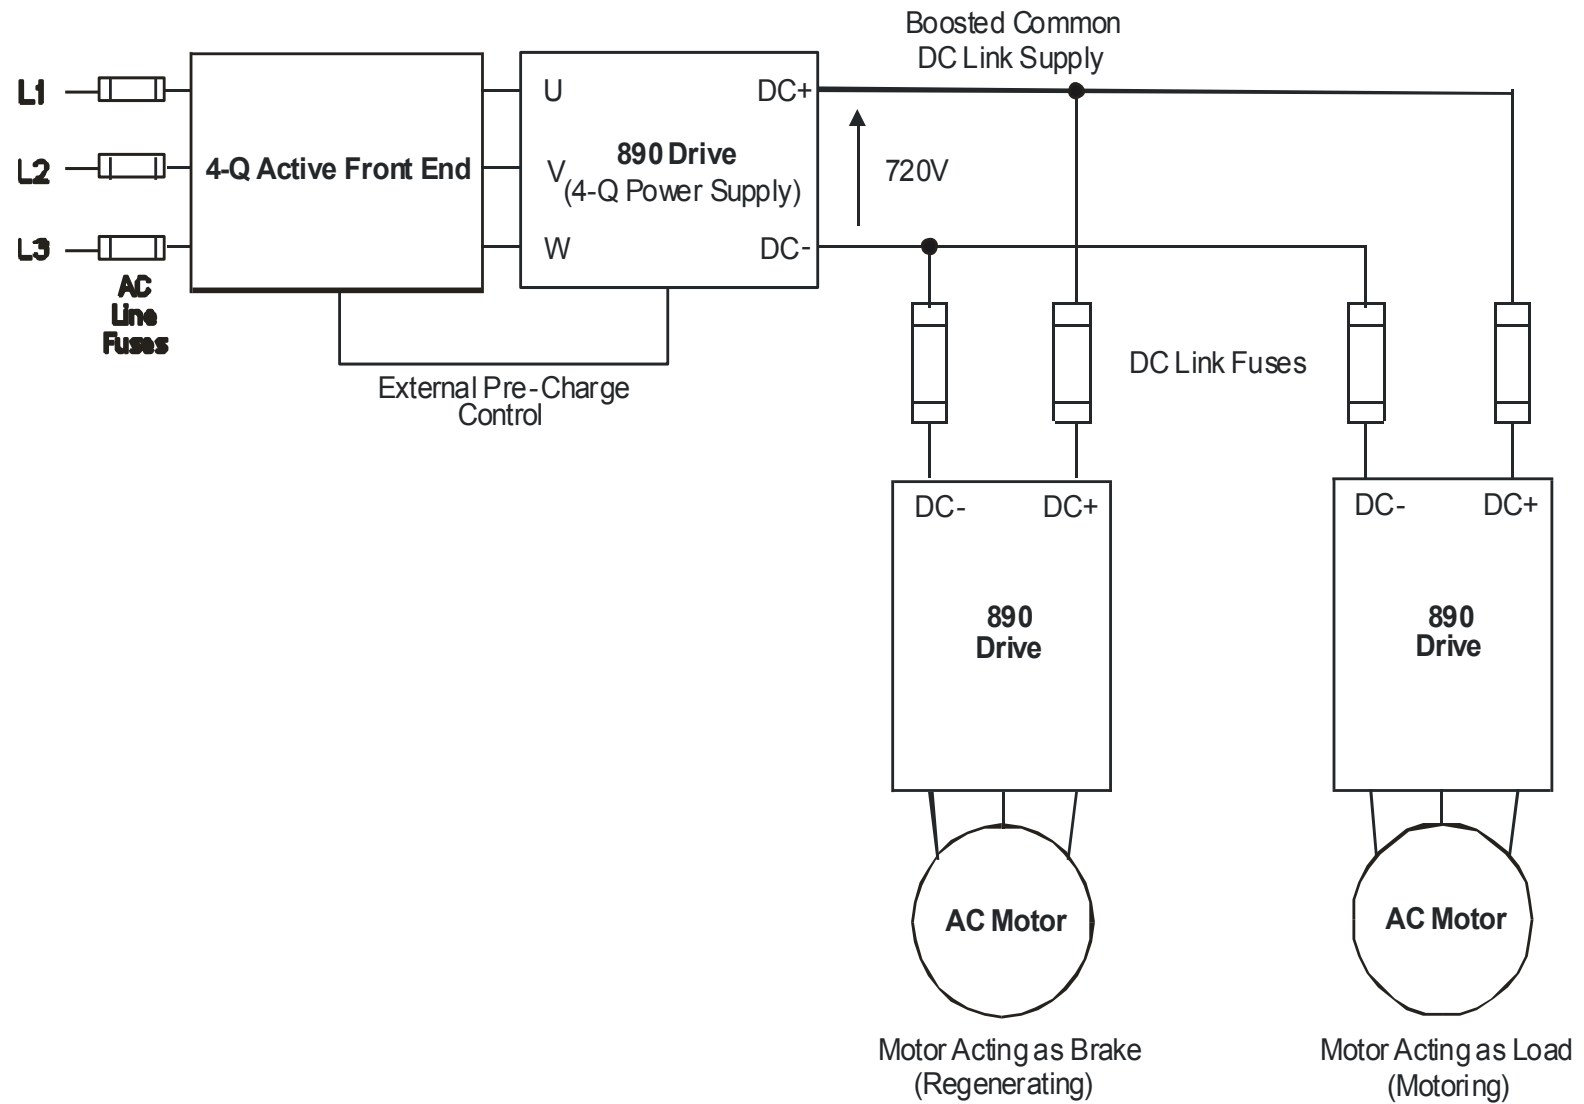 Boosted Common
DC Link Supply
L1
L2
L3
AC
Line
Fuses
4-Q Active Front End
U
V
W
890 Drive
(4-Q Power Supply)
DC+
DC-
720V
External Pre-Charge
Control
DC Link Fuses
DC- DC+
890
Drive
AC Motor
Motor Acting as Brake
(Regenerating)
DC- DC+
890
Drive
AC Motor
Motor Acting as Load
(Motoring)